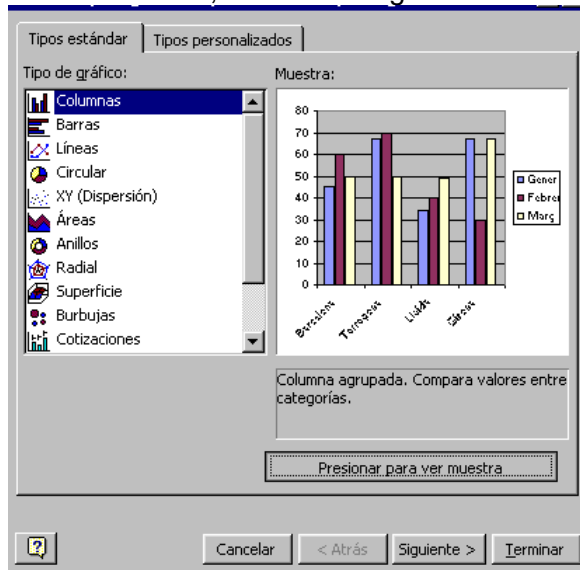 Tipos estándar
Tipos personalizados
Tipo de gráfico:
Muestra:
Columnas
Barras
Líneas
Circular
XY (Dispersión)
Áreas
Anillos
Radial
Superficie
Burbujas
Cotizaciones
80
70
60
50
40
30
20
10
0
Barcelona
Tarragona
Lleida
Girona
Gener
Febrer
Març
Columna agrupada. Compara valores entre
categorías.
Presionar para ver muestra
Cancelar
< Atrás
Siguiente >
Terminar